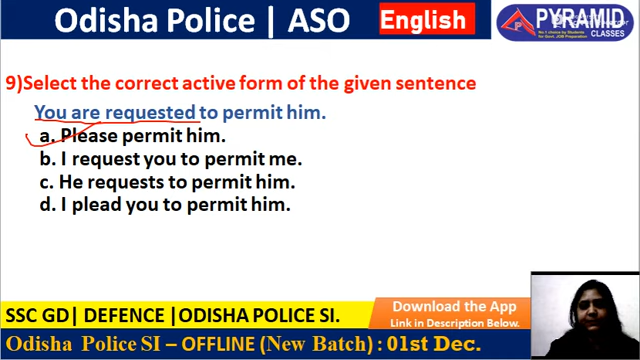 Odisha Police | ASO English PYRAMID
CLASSES
9)Select the correct active form of the given sentence
You are requested to permit him.
a. Please permit him.
b. I request you to permit me.
c. He requests to permit him.
d. I plead you to permit him.
SSC GD| DEFENCE |ODISHA POLICE SI.
Download the App
Link in Description Below.
Odisha Police SI – OFFLINE (New Batch) : 01st Dec.